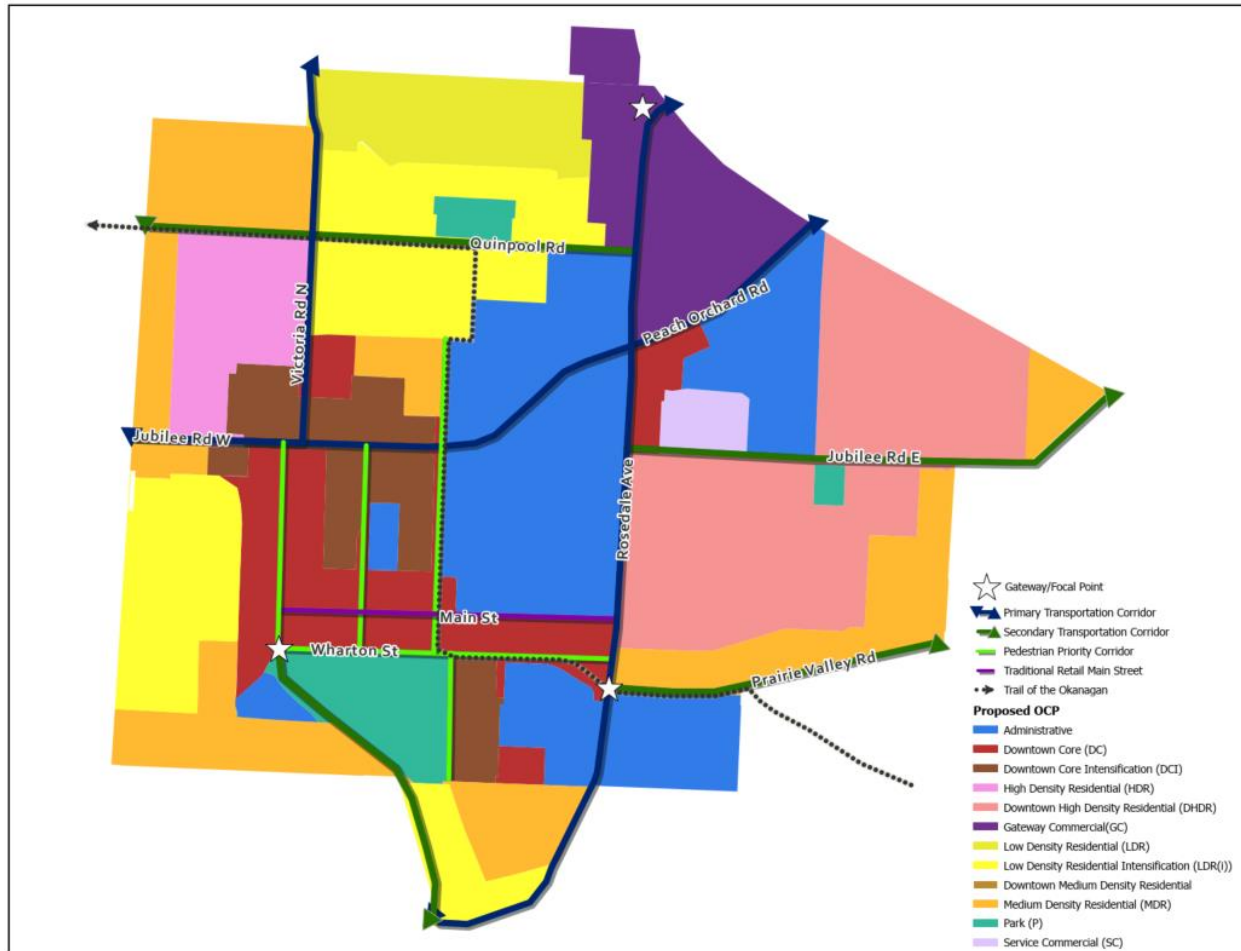 Quinpool Rd
Victoria Rd N
Peach Orchard Rd
Jubilee Rd W
Jubilee Rd E
Rosedale Ave
Main St
Wharton St
Prairie Valley Rd
Gateway/Focal Point
Primary Transportation Corridor
Secondary Transportation Corridor
Pedestrian Priority Corridor
Traditional Retail Main Street
Trail of the Okanagan
Proposed OCP
Administrative
Downtown Core (DC)
Downtown Core Intensification (DCI)
High Density Residential (HDR)
Downtown High Density Residential (DHDR)
Gateway Commercial(GC)
Low Density Residential (LDR)
Low Density Residential Intensification (LDR(i))
Downtown Medium Density Residential
Medium Density Residential (MDR)
Park (P)
Service Commercial (SC)